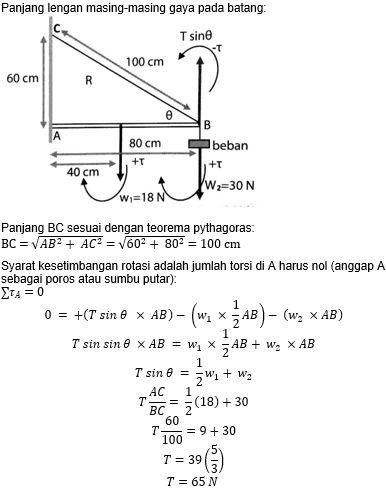 Panjang lengan masing-masing gaya pada batang:
C
T sinθ
-τ
100 cm
60 cm
R
θ
B
A
80 cm
beban
+τ
+τ
40 cm
W₂=30 N
w₁=18 N
Panjang BC sesuai dengan teorema pythagoras:
BC = √AB² + AC² = √60² + 80² = 100 cm
Syarat kesetimbangan rotasi adalah jumlah torsi di A harus nol (anggap A
sebagai poros atau sumbu putar):
∑τ_A = 0
0 = +(T sin θ × AB) − (w₁ × 1/2 AB) − (w₂ × AB)
T sin sin θ × AB = w₁ × 1/2 AB + w₂ × AB
T sin θ = 1/2 w₁ + w₂
T AC/BC = 1/2 (18) + 30
T 60/100 = 9 + 30
T = 39 (5/3)
T = 65 N